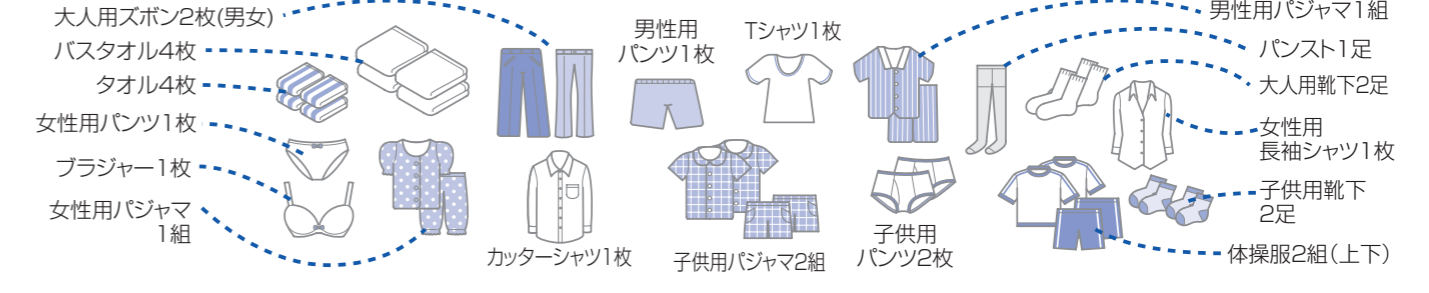 大人用ズボン2枚(男女)
バスタオル4枚
タオル4枚
女性用パンツ1枚
ブラジャー1枚
女性用パジャマ
1組
カッターシャツ1枚
男性用
パンツ1枚
Tシャツ1枚
子供用パジャマ2組
子供用
パンツ2枚
男性用パジャマ1組
パンスト1足
大人用靴下2足
女性用
長袖シャツ1枚
子供用靴下
2足
体操服2組(上下)